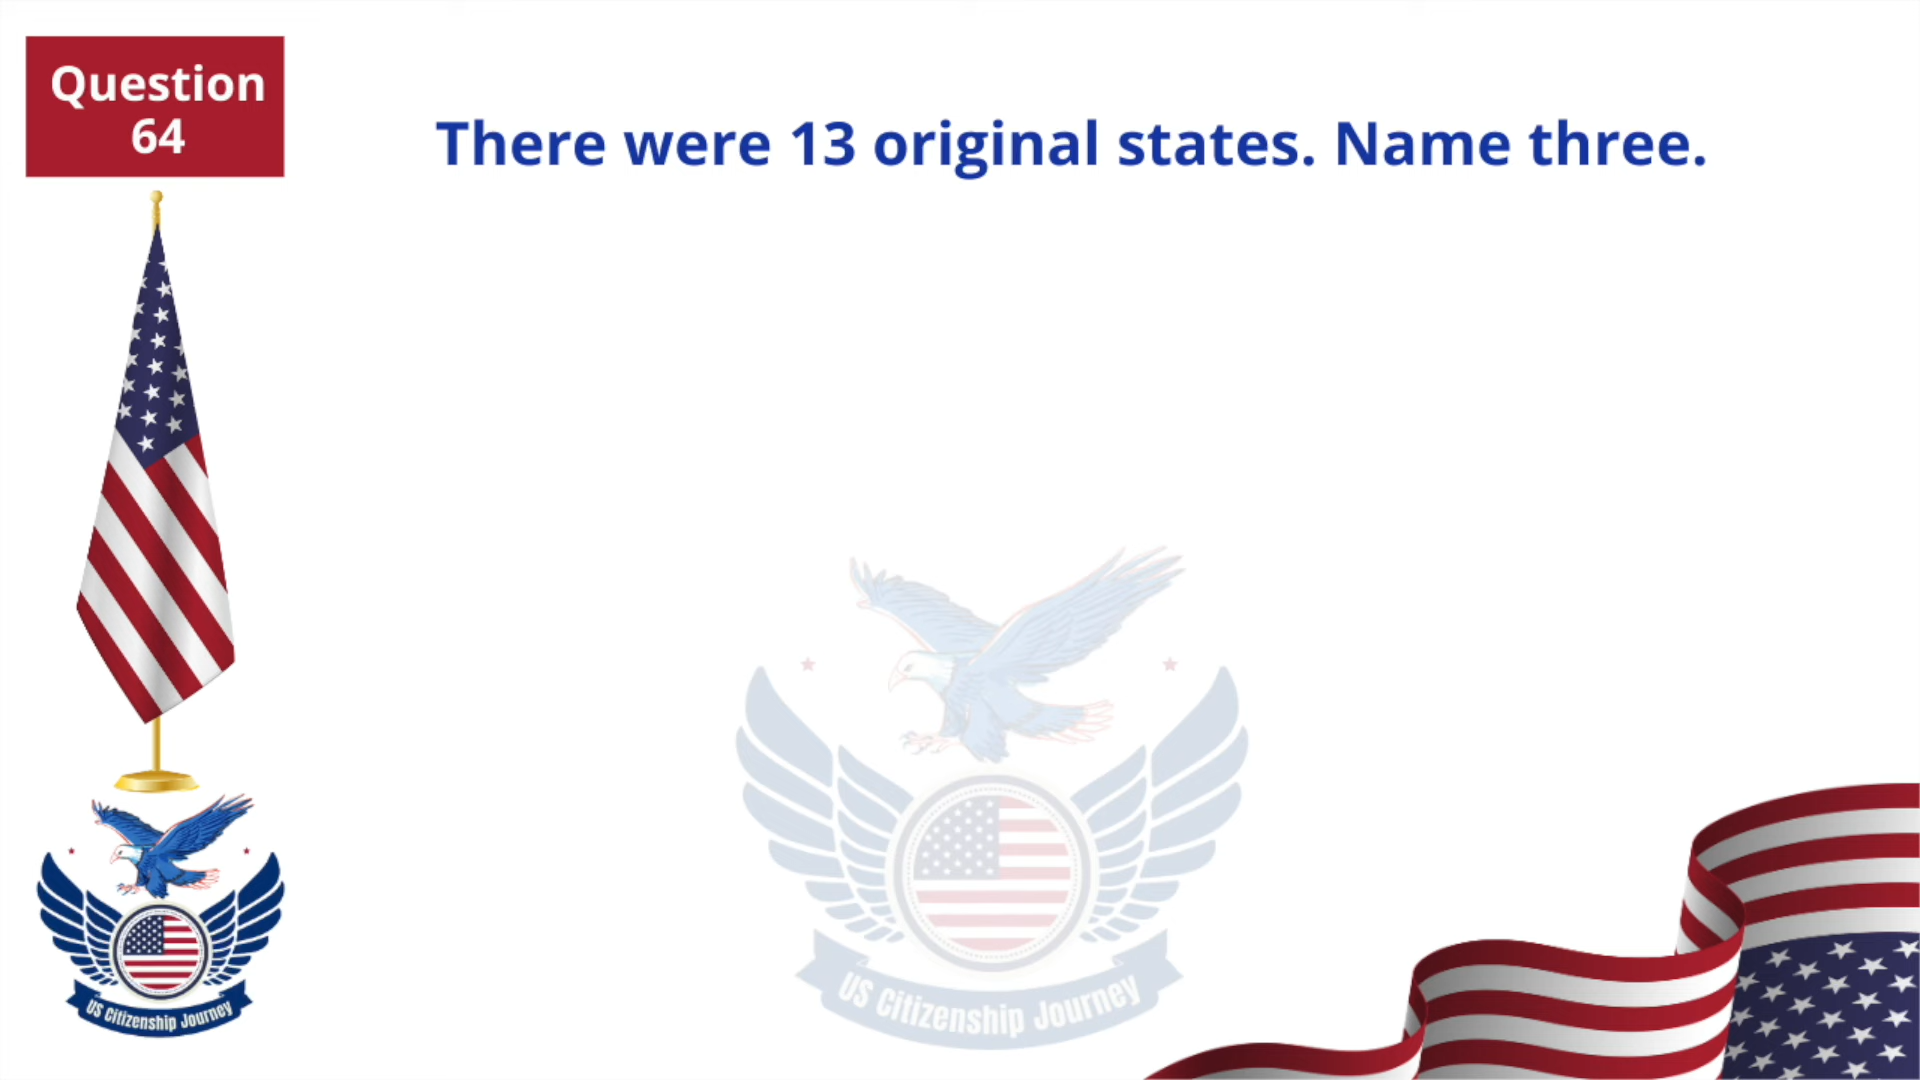 Question
64
There were 13 original states. Name three.
US Citizenship Journey
US Citizenship Journey